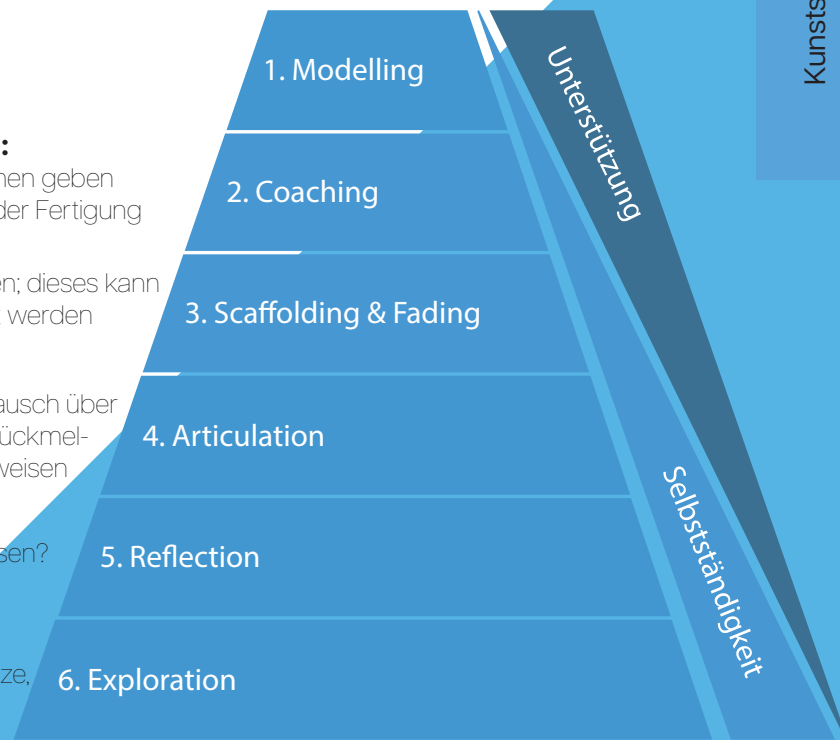 Kunsts
1. Modelling
Unterstützung
:
nen geben
2. Coaching
der Fertigung
en; dieses kann
3. Scaffolding & Fading
werden
ausch über
4. Articulation
ückmel-
weisen
Selbstständigkeit
sen?
5. Reflection
ze,
6. Exploration